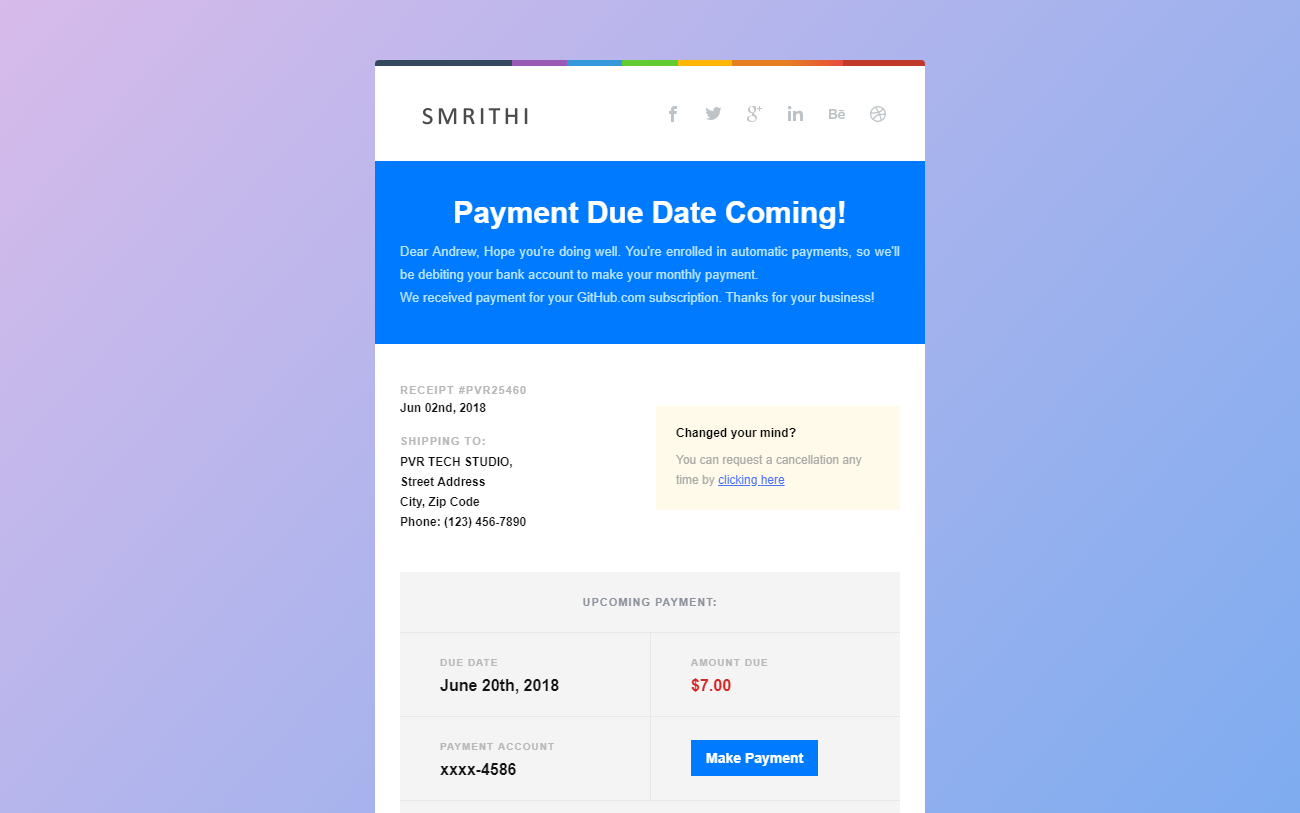 SMRITHI
Payment Due Date Coming!
Dear Andrew, Hope you're doing well. You're enrolled in automatic payments, so we'll
be debiting your bank account to make your monthly payment.
We received payment for your GitHub.com subscription. Thanks for your business!
RECEIPT #PVR25460
Jun 02nd, 2018
SHIPPING TO:
PVR TECH STUDIO,
Street Address
City, Zip Code
Phone: (123) 456-7890
Changed your mind?
You can request a cancellation any
time by clicking here
UPCOMING PAYMENT:
DUE DATE
June 20th, 2018
AMOUNT DUE
$7.00
PAYMENT ACCOUNT
xxxx-4586
Make Payment